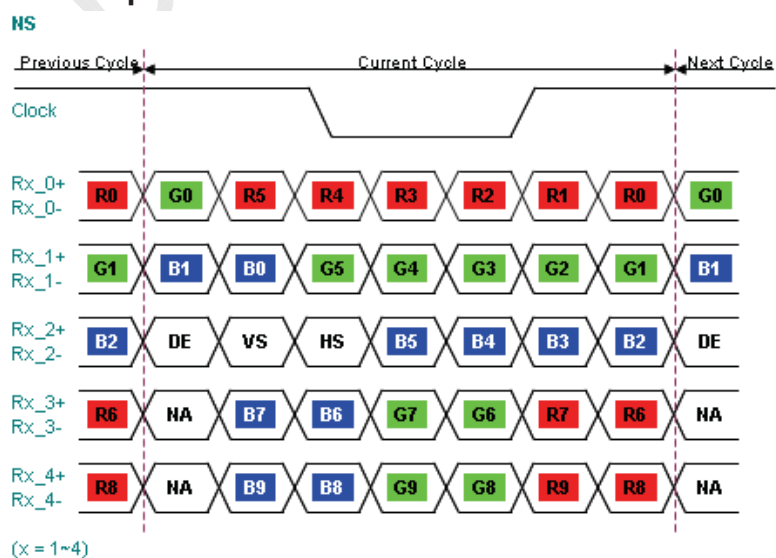 NS
Previous Cycle Current Cycle Next Cycle
Clock
Rx_0+ R0 G0 R5 R4 R3 R2 R1 R0 G0
Rx_0-
Rx_1+ G1 B1 B0 G5 G4 G3 G2 G1 B1
Rx_1-
Rx_2+ B2 DE VS HS B5 B4 B3 B2 DE
Rx_2-
Rx_3+ R6 NA B7 B6 G7 G6 R7 R6 NA
Rx_3-
Rx_4+ R8 NA B9 B8 G9 G8 R9 R8 NA
Rx_4-
(x = 1~4)